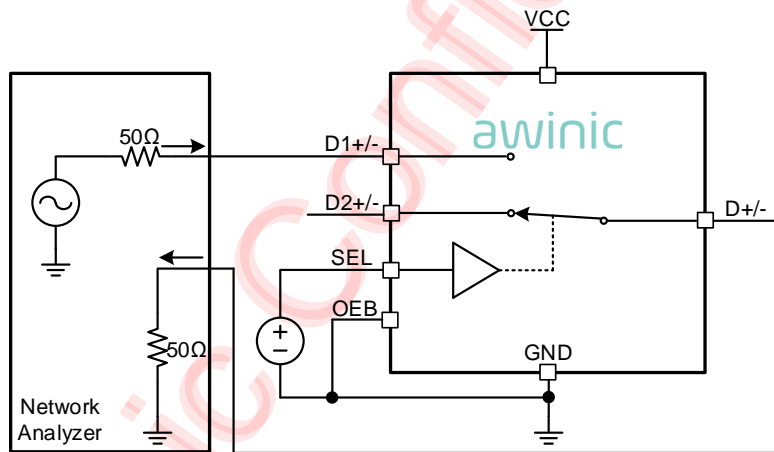 VCC
awinic
50Ω
D1+/-
D2+/-
D+/-
SEL
OEB
+
−
50Ω
GND
Network
Analyzer